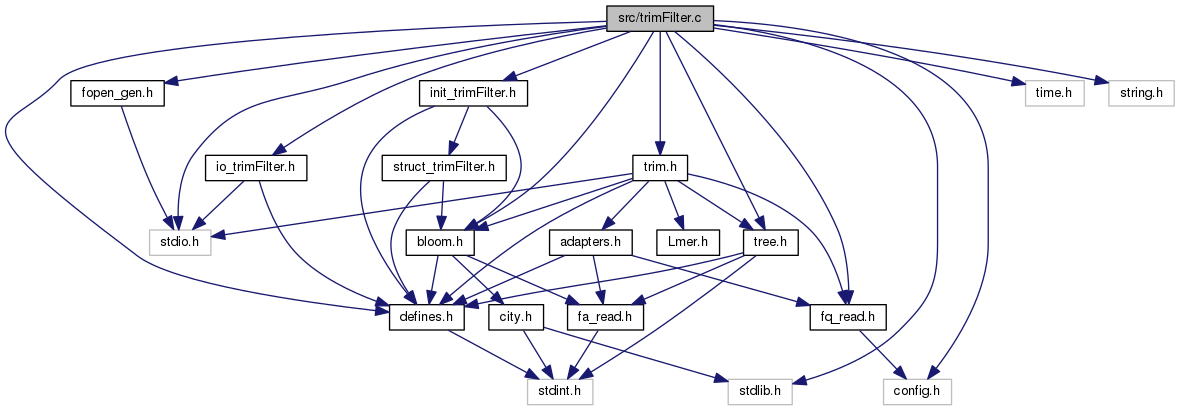 src/trimFilter.c
fopen_gen.h
init_trimFilter.h
time.h
string.h
io_trimFilter.h
struct_trimFilter.h
trim.h
stdio.h
bloom.h
adapters.h
Lmer.h
tree.h
defines.h
city.h
fa_read.h
fq_read.h
stdint.h
stdlib.h
config.h